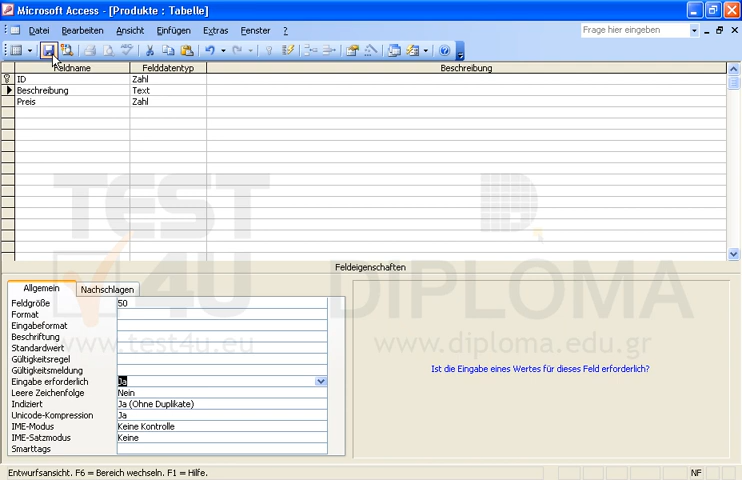 Microsoft Access - [Produkte : Tabelle]
Datei Bearbeiten Ansicht Einfügen Extras Fenster ? Frage hier eingeben
Feldname Felddatentyp Beschreibung
ID Zahl
Beschreibung Text
Preis Zahl
TEST
4U
DIPLOMA
www.test4u.eu
www.diploma.edu.gr
Feldeigenschaften
Allgemein Nachschlagen
Feldgröße 50
Format
Eingabeformat
Beschriftung
Standardwert
Gültigkeitsregel
Gültigkeitsmeldung
Eingabe erforderlich Ja
Leere Zeichenfolge Nein
Indiziert Ja (Ohne Duplikate)
Unicode-Kompression Ja
IME-Modus Keine Kontrolle
IME-Satzmodus Keine
Smarttags
Ist die Eingabe eines Wertes für dieses Feld erforderlich?
Entwurfsansicht. F6 = Bereich wechseln. F1 = Hilfe. NF